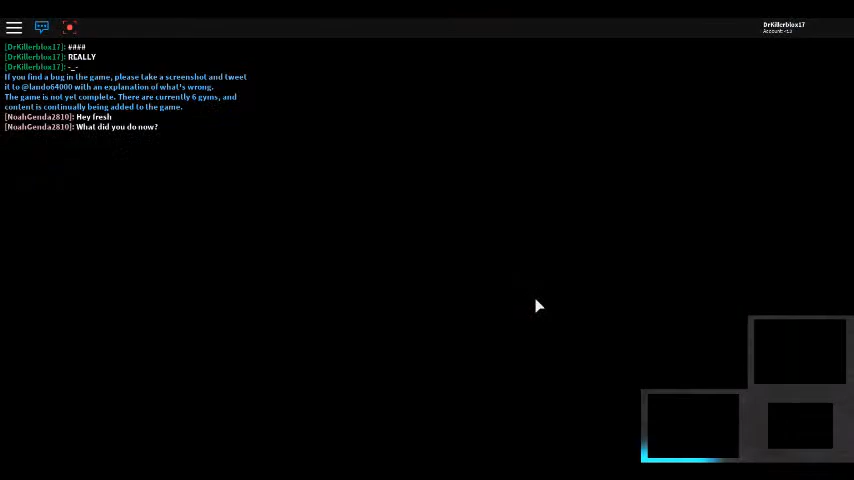 DrKillerblox17
Account: <13
[DrKillerblox17]: ####
[DrKillerblox17]: REALLY
[DrKillerblox17]: -_-
If you find a bug in the game, please take a screenshot and tweet
it to @lando64000 with an explanation of what's wrong.
The game is not yet complete. There are currently 6 gyms, and
content is continually being added to the game.
[NoahGenda2810]: Hey fresh
[NoahGenda2810]: What did you do now?